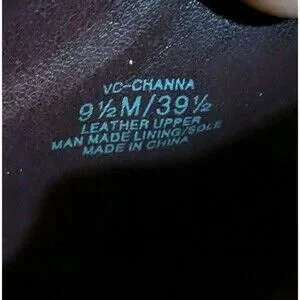 VC-CHANNA
9½M/39½
LEATHER UPPER
MAN MADE LINING/SOLE
MADE IN CHINA